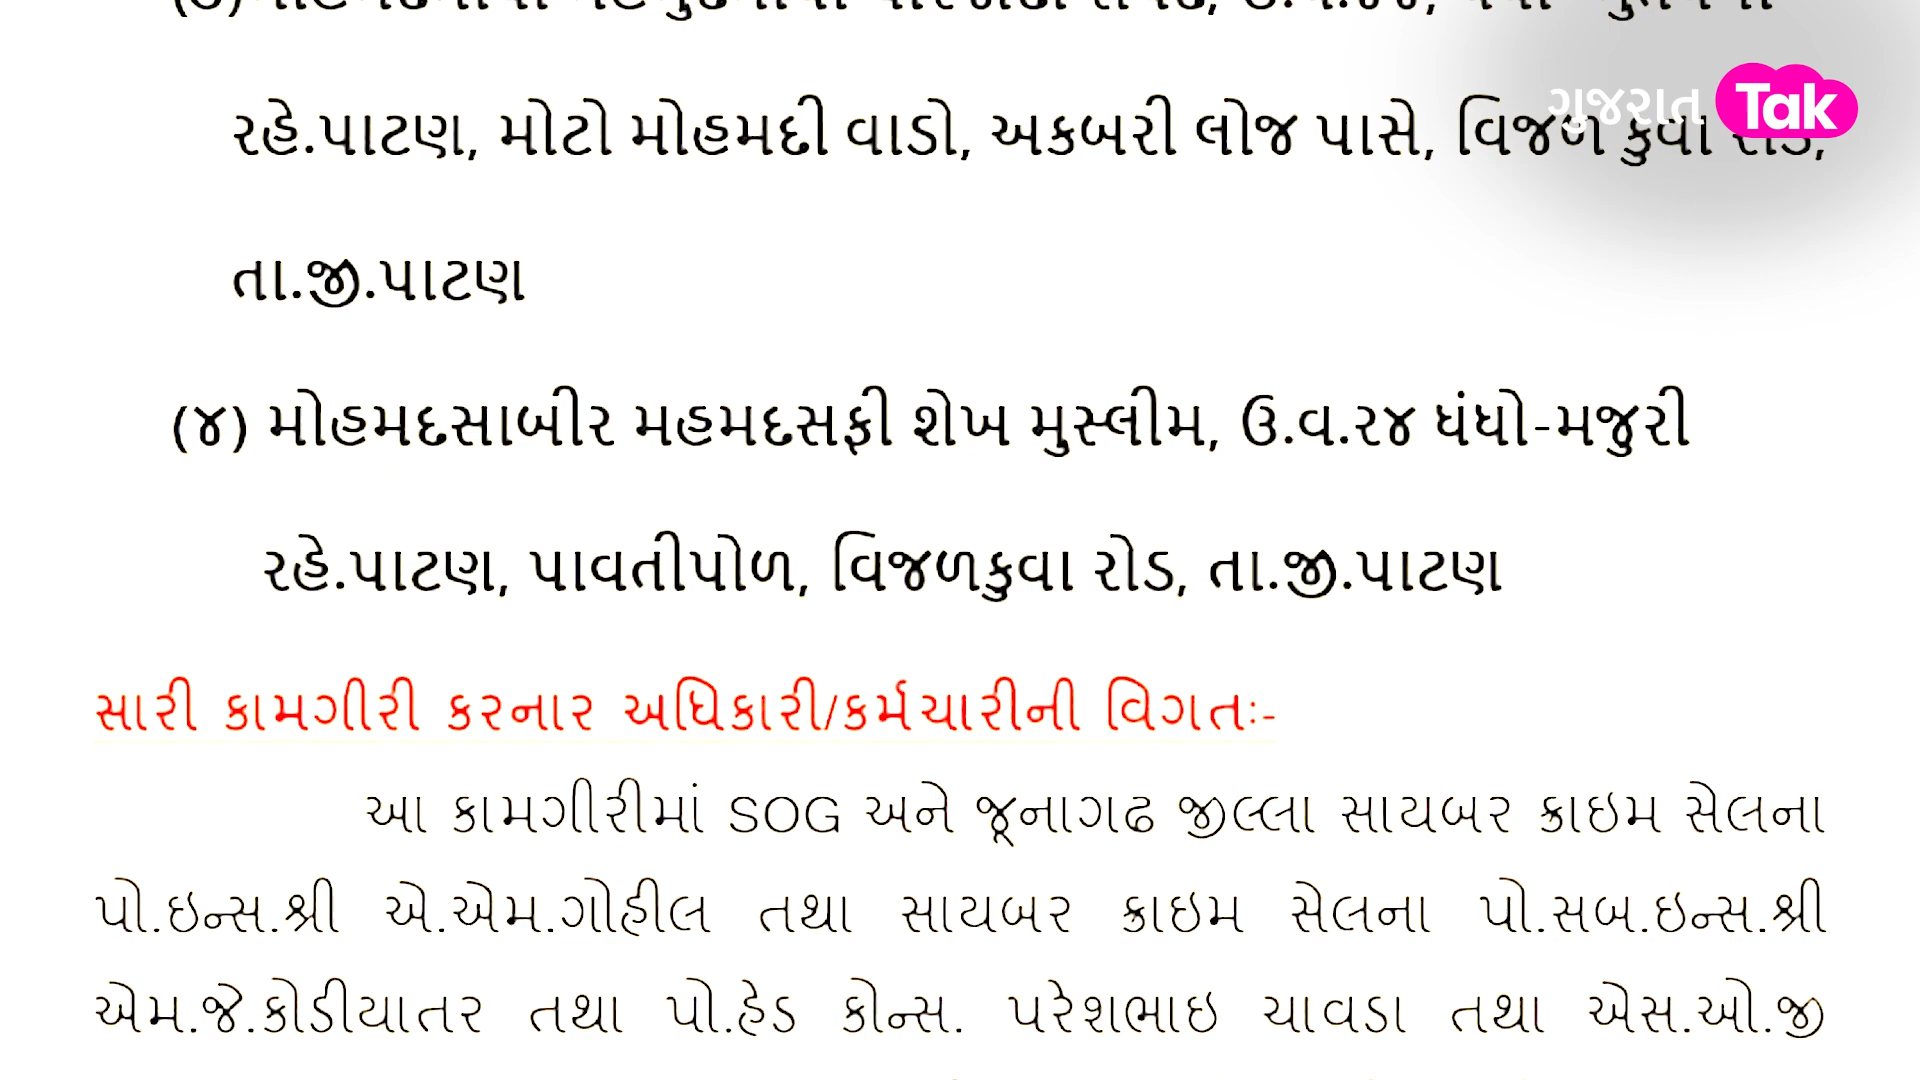 ગુજરાત Tak
રહે.પાટણ, મોટો મોહમદી વાડો, અકબરી લોજ પાસે, વિજળ કુવા રોડ,
તા.જી.પાટણ
(૪) મોહમદસાબીર મહમદસફી શેખ મુસ્લીમ, ઉ.વ.૨૪ ધંધો-મજુરી
રહે.પાટણ, પાવતીપોળ, વિજળકુવા રોડ, તા.જી.પાટણ
સારી કામગીરી કરનાર અધિકારી/કર્મચારીની વિગતઃ-
આ કામગીરીમાં SOG અને જૂનાગઢ જીલ્લા સાયબર ક્રાઇમ સેલના
પો.ઇન્સ.શ્રી એ.એમ.ગોહીલ તથા સાયબર ક્રાઇમ સેલના પો.સબ.ઇન્સ.શ્રી
એમ.જે.કોડીયાતર તથા પો.હેડ કોન્સ. પરેશભાઇ ચાવડા તથા એસ.ઓ.જી